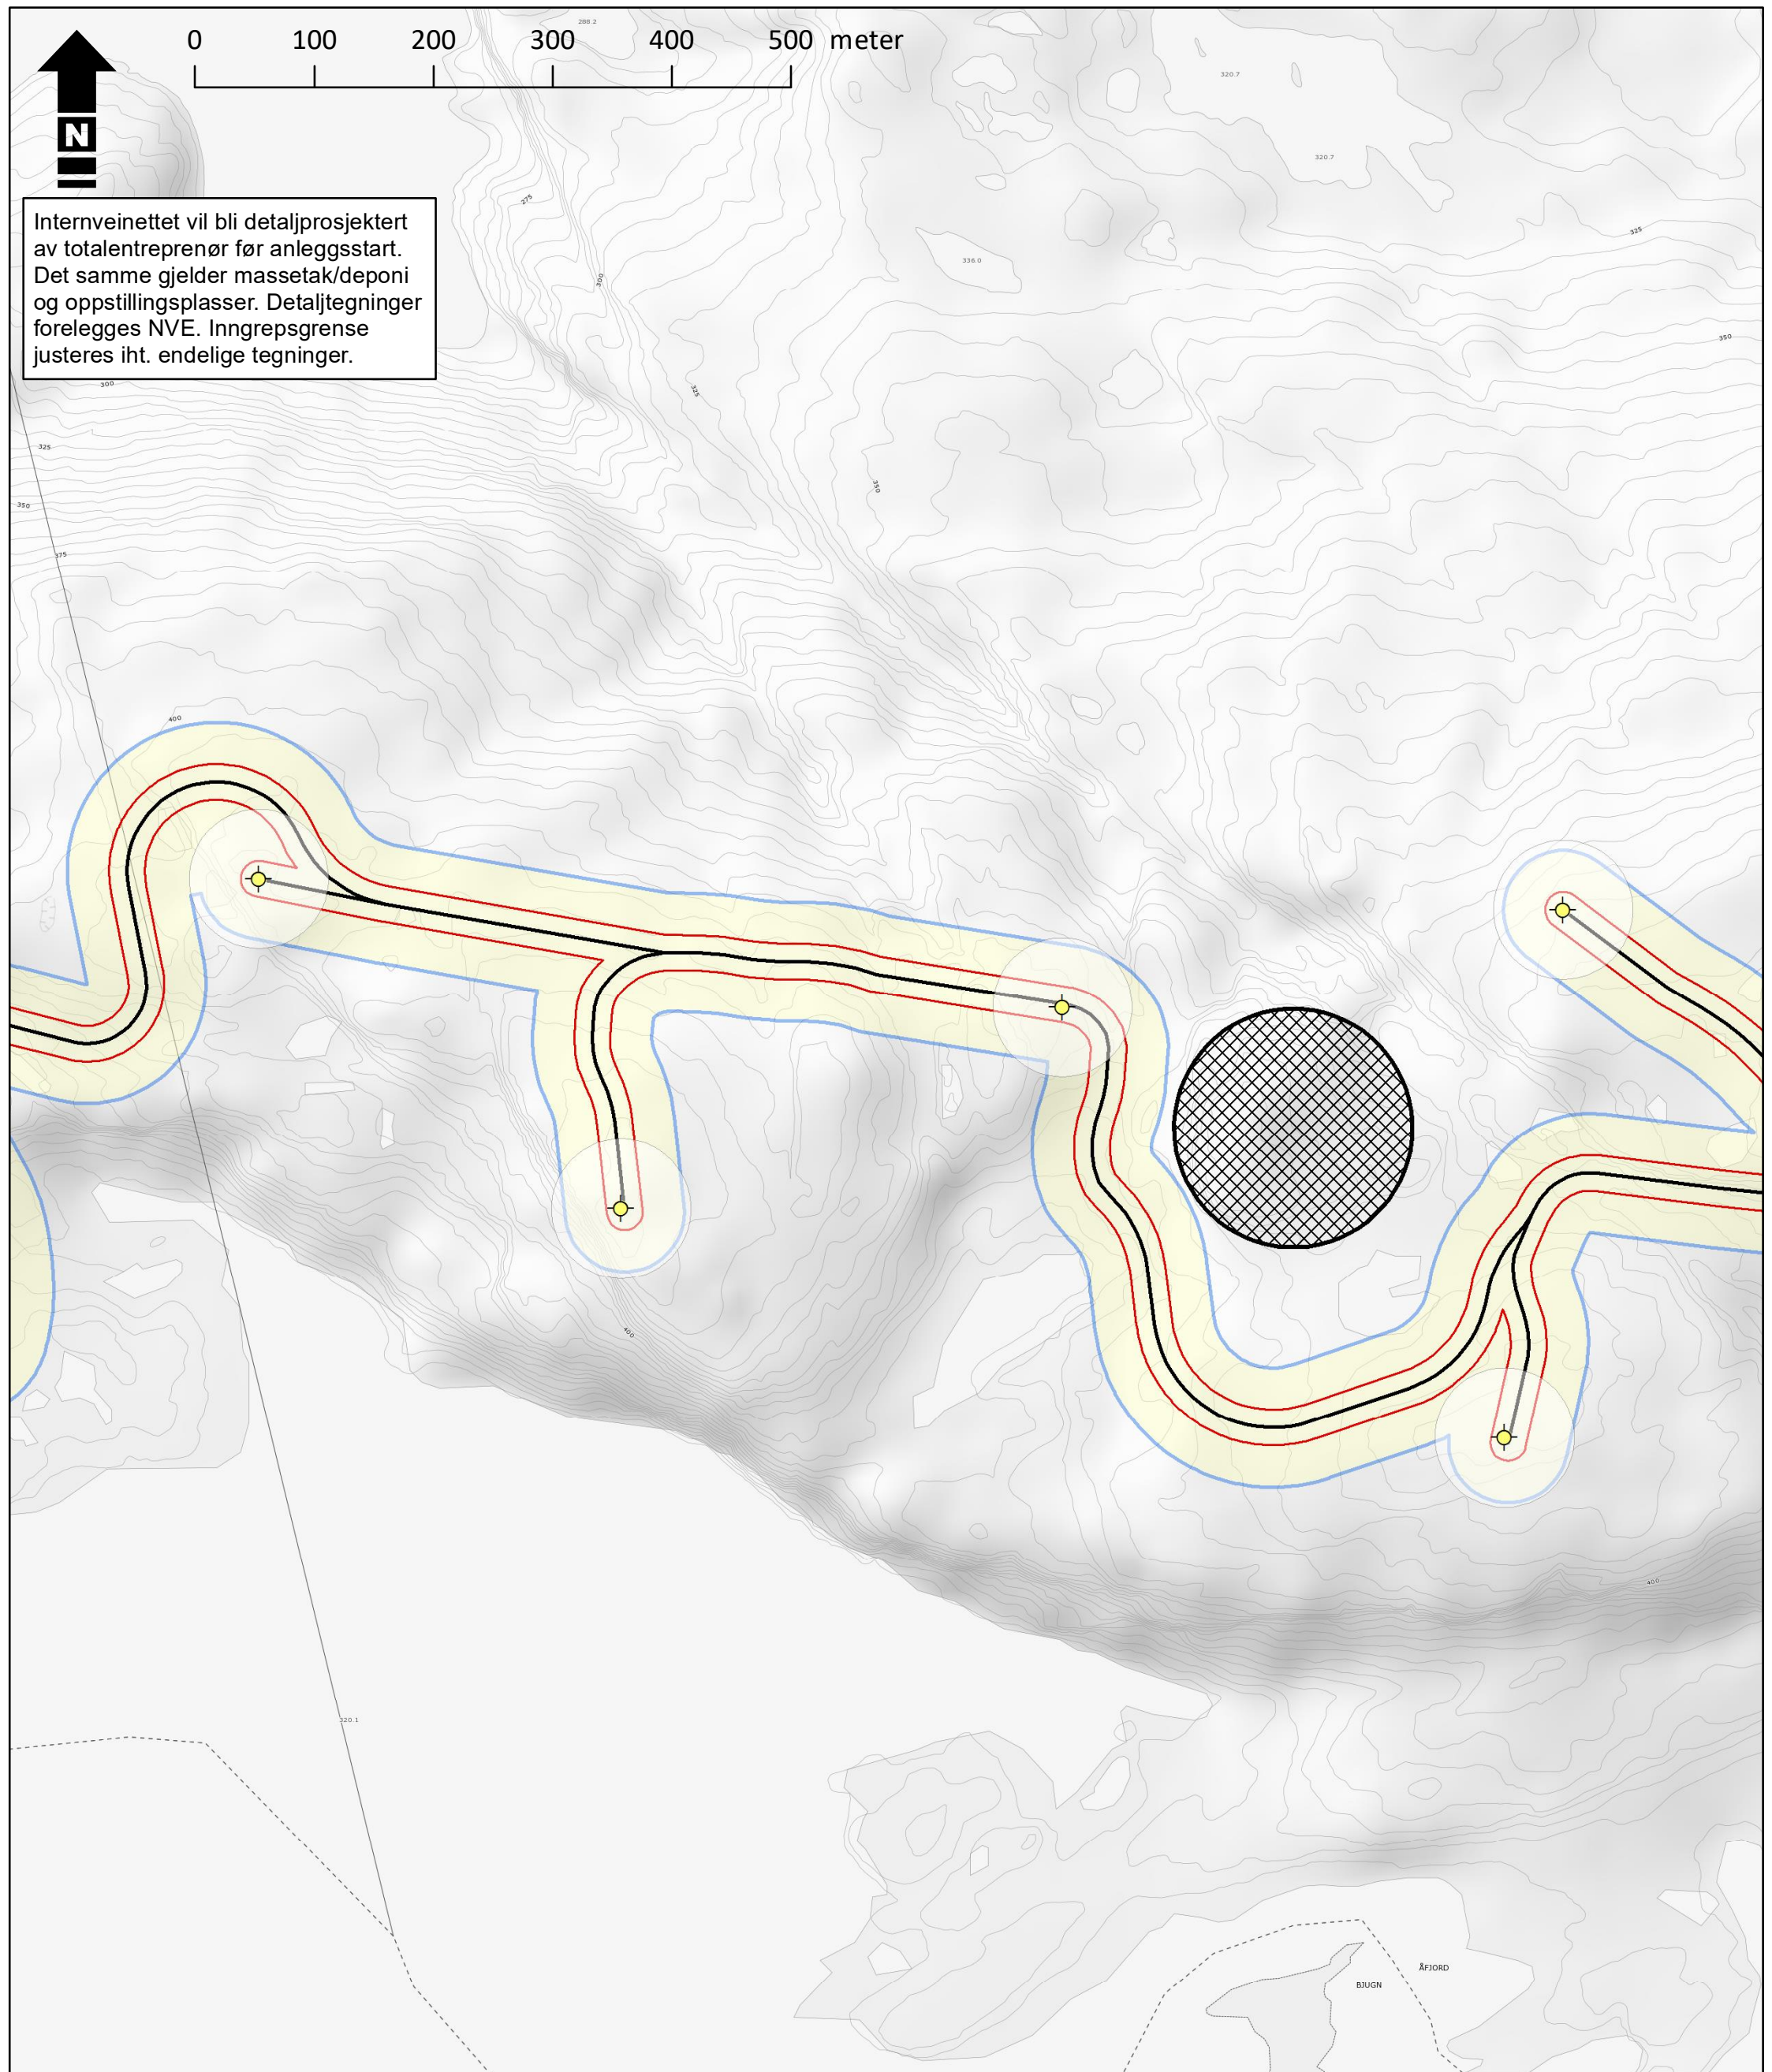 288.2
0 100 200 300 400 500 meter
320.7
N
320.7
275
Internveinettet vil bli detaljprosjektert
av totalentreprenør før anleggsstart.
Det samme gjelder massetak/deponi
og oppstillingsplasser. Detaljtegninger
forelegges NVE. Inngrepsgrense
justeres iht. endelige tegninger.
325
336.0
300
350
300
325
325
350
350
375
400
400
400
320.1
ÅFJORD
BJUGN